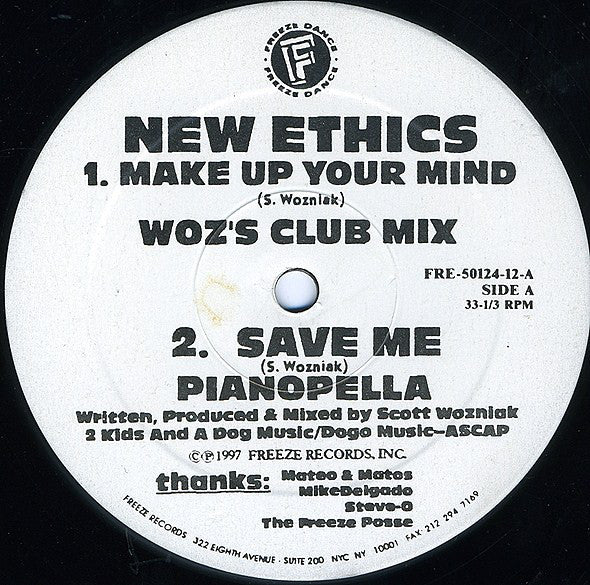 FREEZE DANCE • FREEZE DANCE •
F
NEW ETHICS
1. MAKE UP YOUR MIND
(S. Wozniak)
WOZ'S CLUB MIX
FRE-50124-12-A
SIDE A
33-1/3 RPM
2. SAVE ME
(S. Wozniak)
PIANOPELLA
Written, Produced & Mixed by Scott Wozniak
2 Kids And A Dog Music/Dogo Music-ASCAP
©℗1997 FREEZE RECORDS, INC.
thanks: Mateo & Matos
MikeDelgado
Steve-O
The Freeze Posse
FREEZE RECORDS 322 EIGHTH AVENUE · SUITE 200 NYC NY 10001 FAX· 212 294 7169